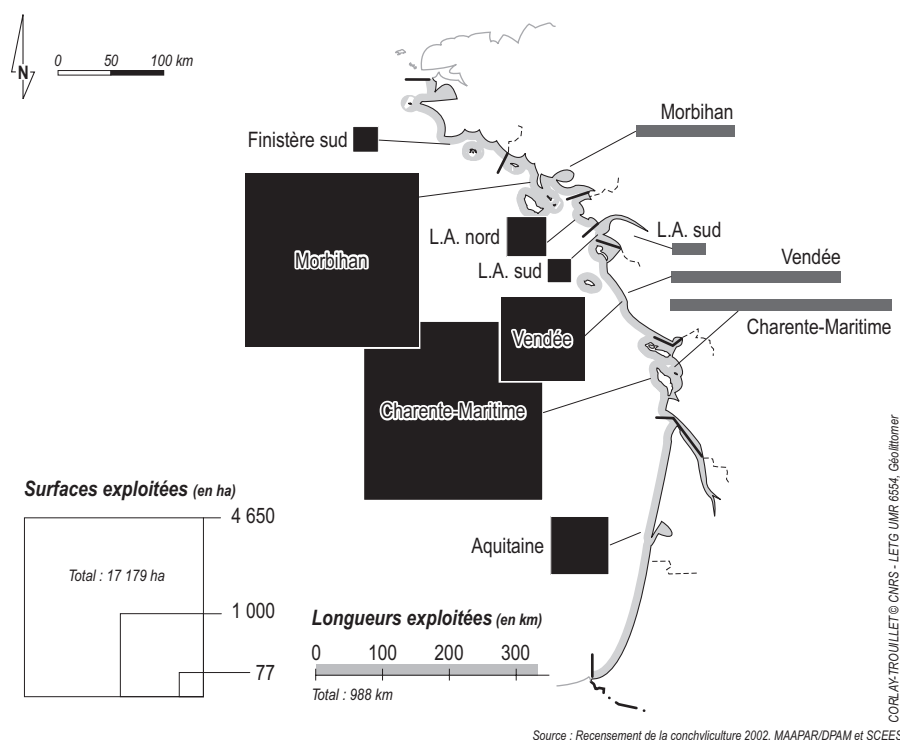 N
0 50 100 km
Morbihan
Finistère sud
L.A. nord
L.A. sud
Morbihan
L.A. sud
Vendée
Vendée
Charente-Maritime
Charente-Maritime
Aquitaine
Surfaces exploitées (en ha)
4 650
Total : 17 179 ha
1 000
77
Longueurs exploitées (en km)
0 100 200 300
Total : 988 km
CORLAY-TROUILLET © CNRS - LETG UMR 6554, Géolittomer
Source : Recensement de la conchyliculture 2002, MAAPAR/DPAM et SCEES